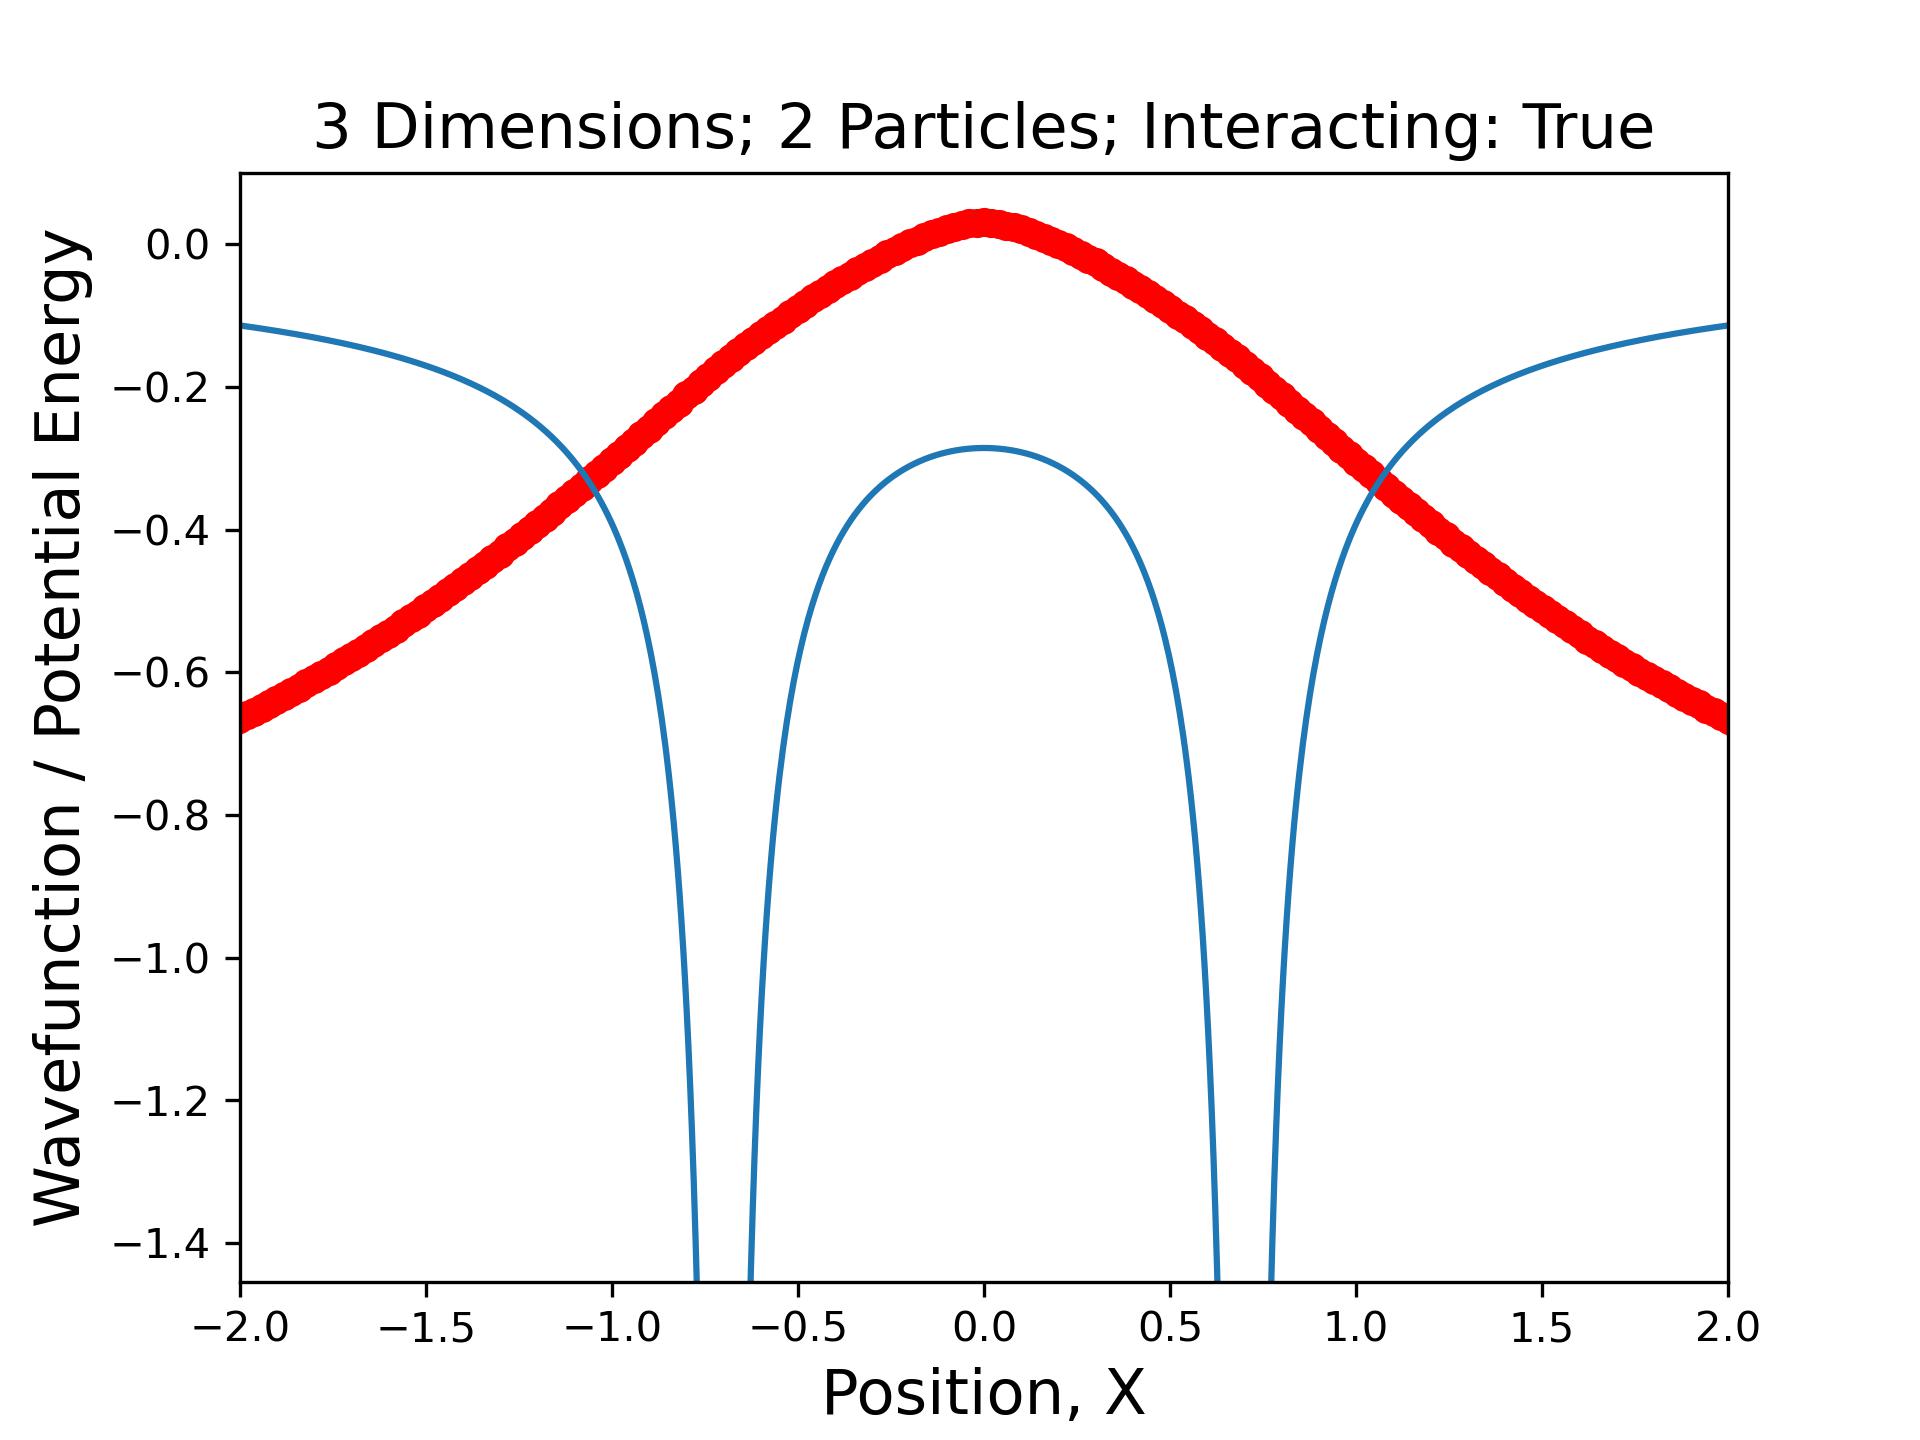 3 Dimensions; 2 Particles; Interacting: True
Wavefunction / Potential Energy
0.0
−0.2
−0.4
−0.6
−0.8
−1.0
−1.2
−1.4
−2.0 −1.5 −1.0 −0.5 0.0 0.5 1.0 1.5 2.0
Position, X